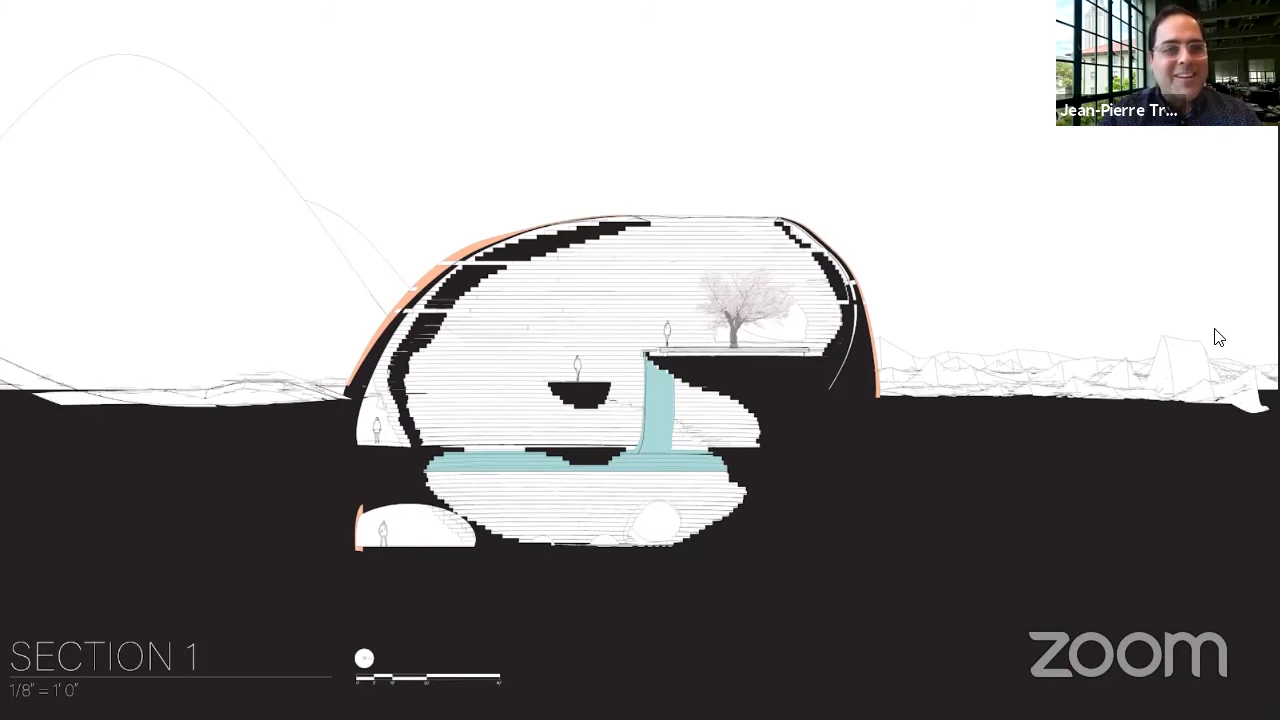 Jean-Pierre Tr...
SECTION 1
1/8" = 1' 0"
zoom